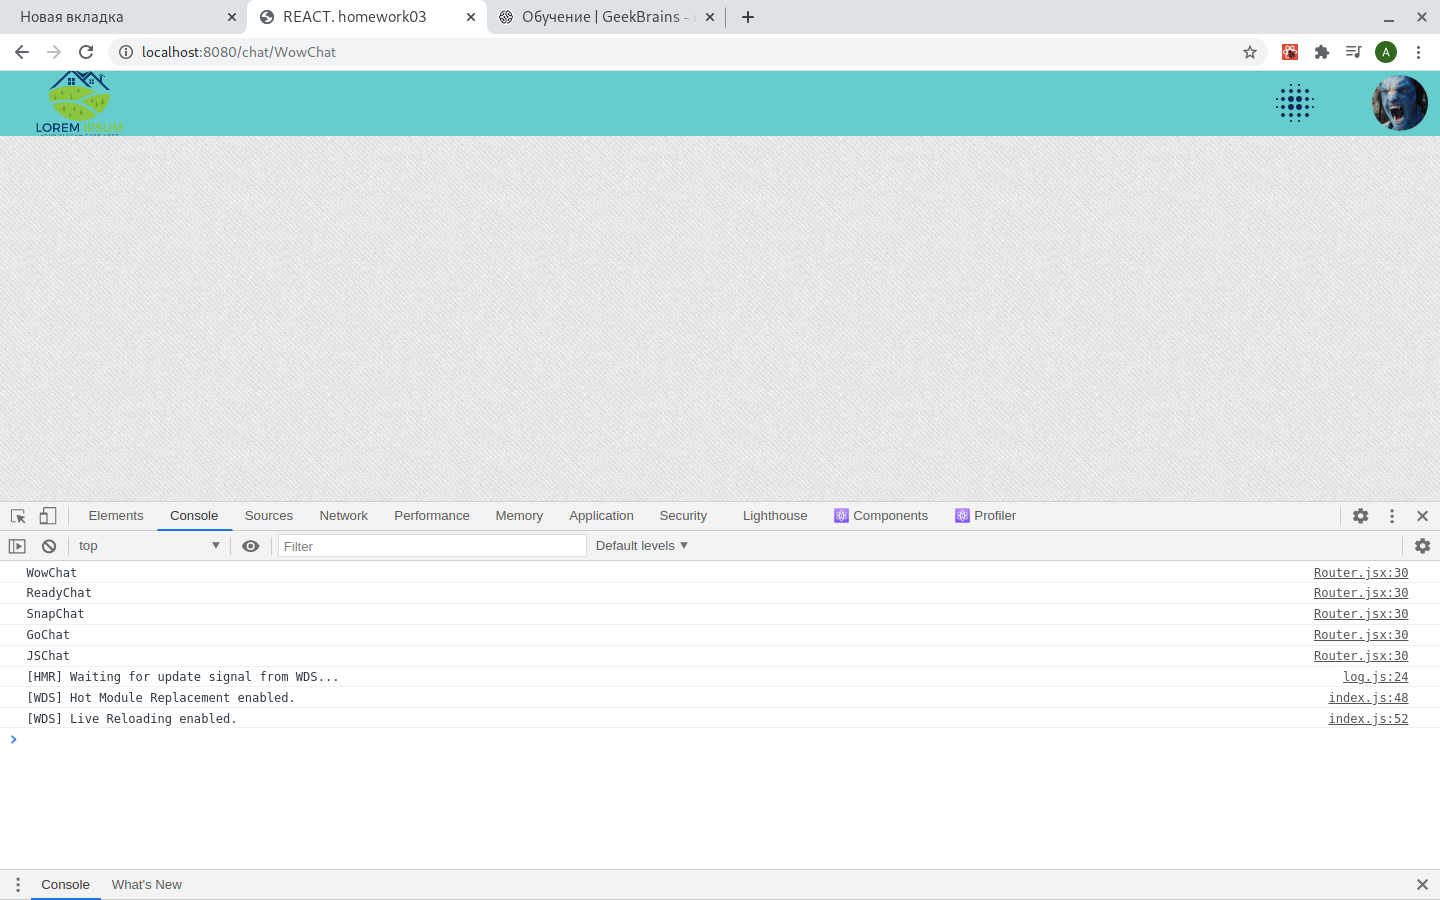 Новая вкладка
REACT. homework03
Обучение | GeekBrains -
localhost:8080/chat/WowChat
A
LOREM IPSUM
Elements Console Sources Network Performance Memory Application Security Lighthouse Components Profiler
top Filter Default levels
WowChat Router.jsx:30
ReadyChat Router.jsx:30
SnapChat Router.jsx:30
GoChat Router.jsx:30
JSChat Router.jsx:30
[HMR] Waiting for update signal from WDS... log.js:24
[WDS] Hot Module Replacement enabled. index.js:48
[WDS] Live Reloading enabled. index.js:52
Console What's New